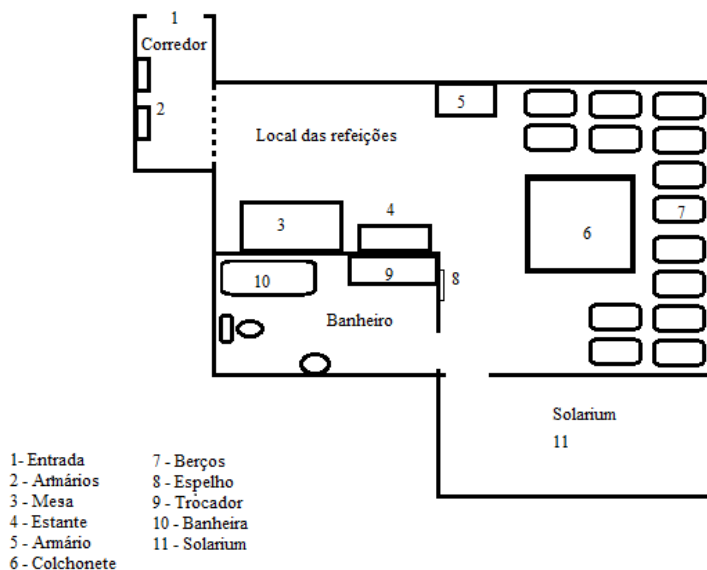 1
Corredor
2
5
Local das refeições
3
4
7
6
10
9
8
Banheiro
Solarium
11
1- Entrada
2 - Armários
3 - Mesa
4 - Estante
5 - Armário
6 - Colchonete
7 - Berços
8 - Espelho
9 - Trocador
10 - Banheira
11 - Solarium